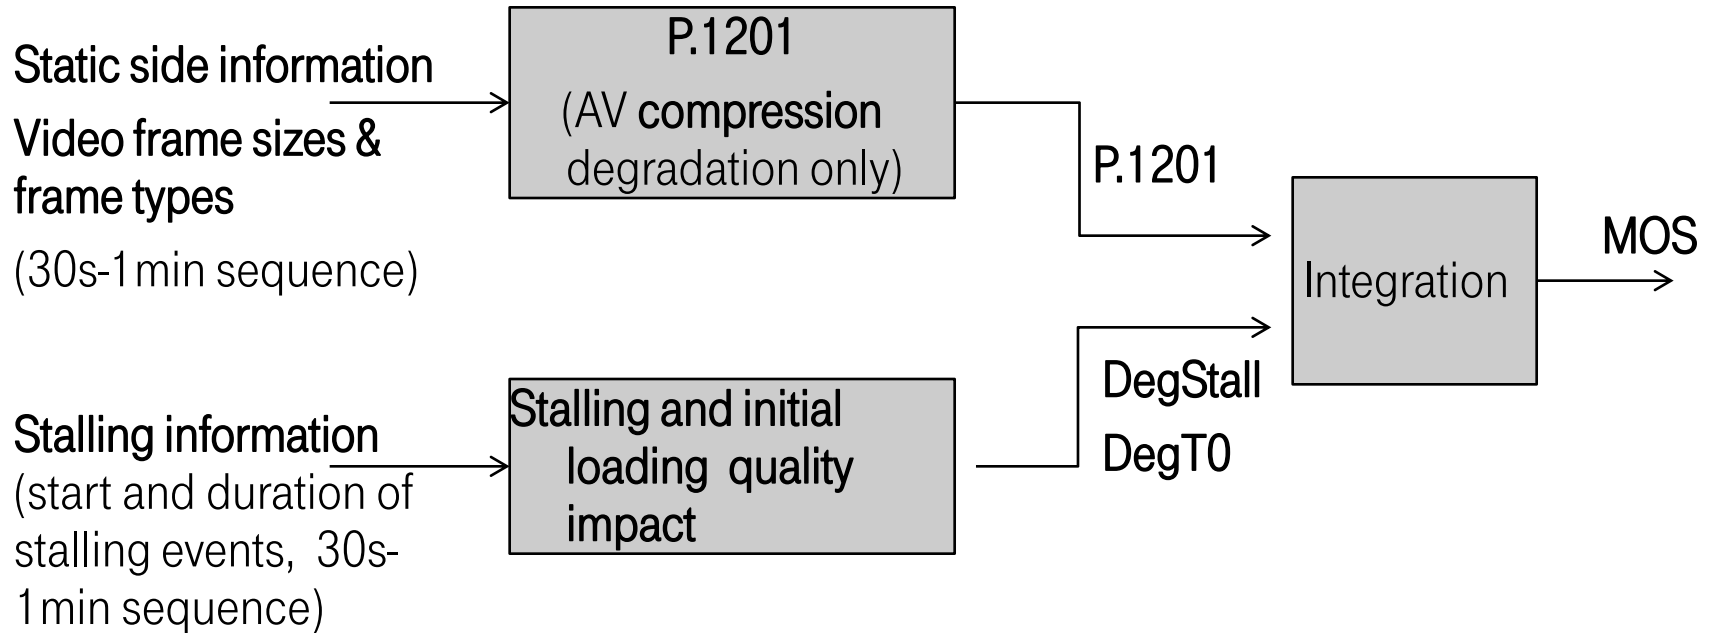 Static side information
Video frame sizes &
frame types
(30s-1min sequence)
P.1201
(AV compression
degradation only)
P.1201
Integration
MOS
Stalling information
(start and duration of
stalling events, 30s-
1min sequence)
Stalling and initial
loading quality
impact
DegStall
DegT0